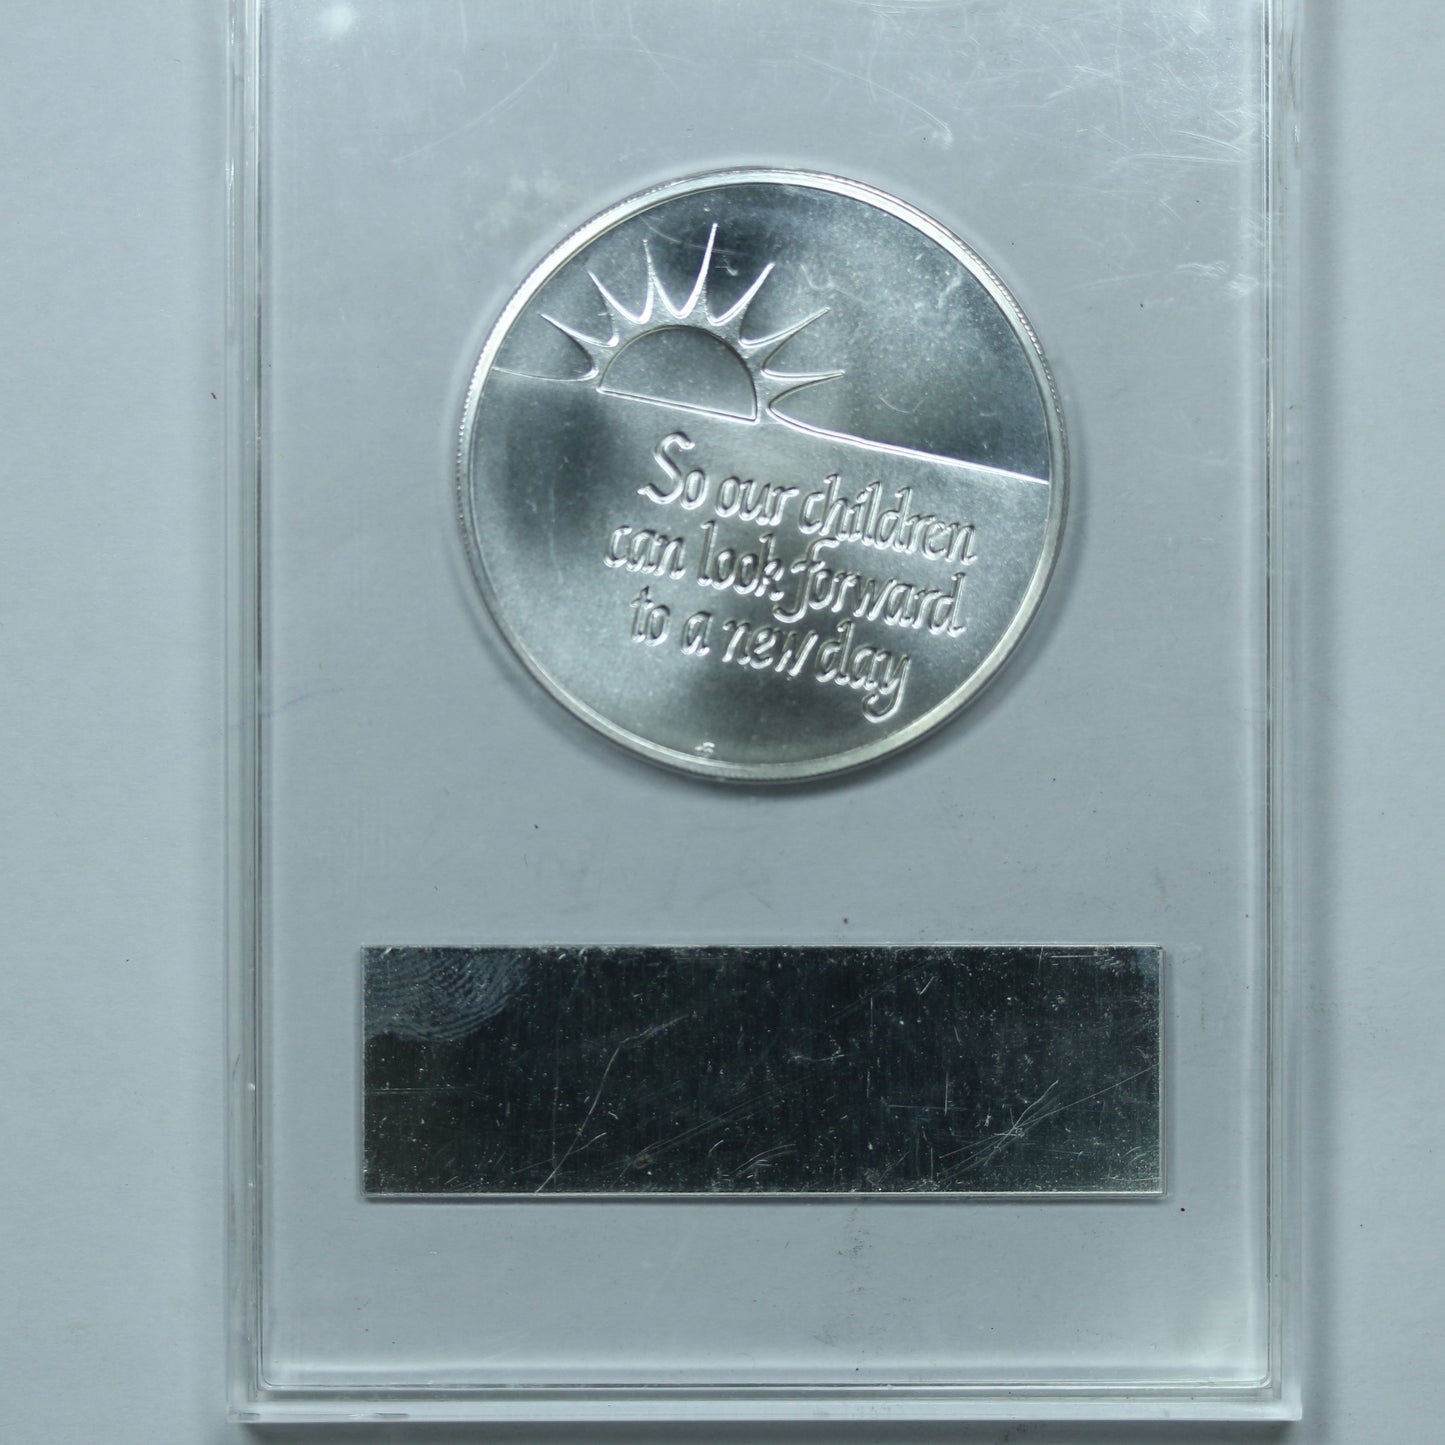 So our children
can look forward
to a new day